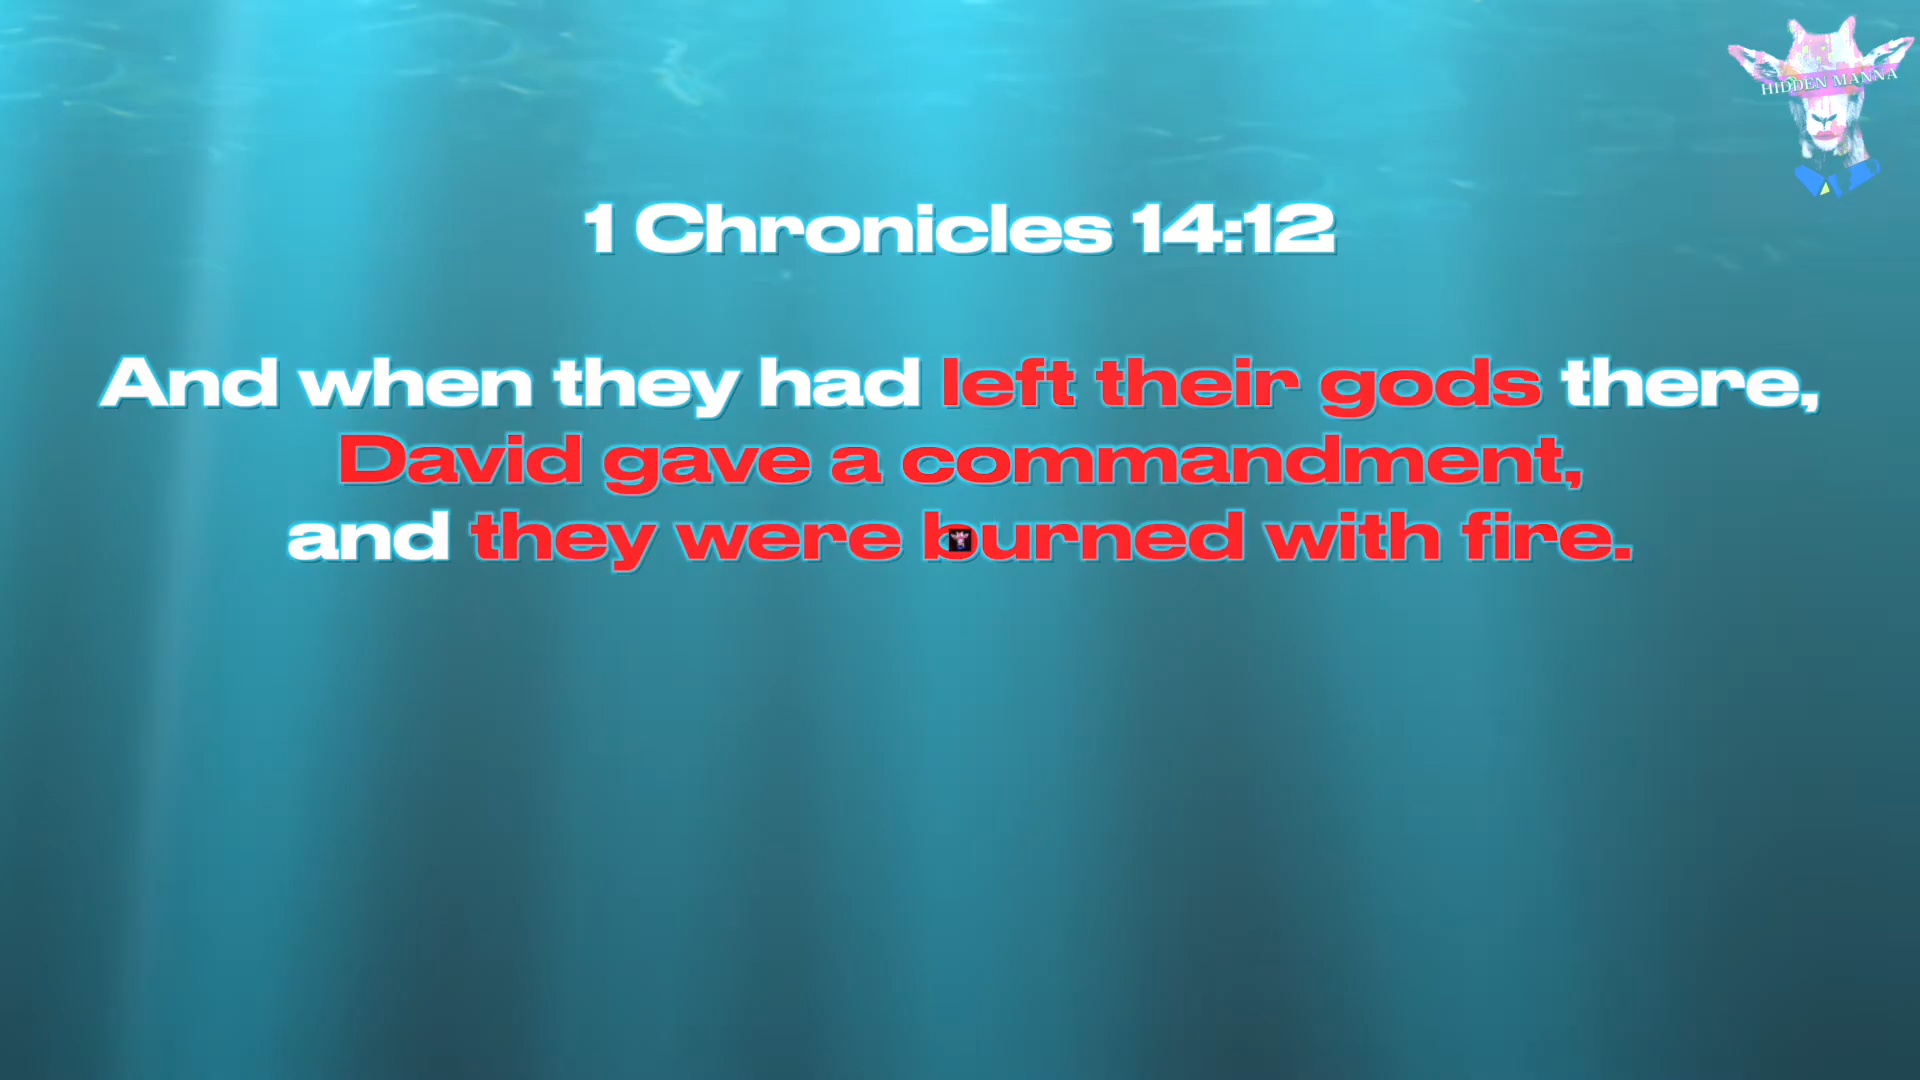 HIDDEN MANNA
1 Chronicles 14:12
And when they had left their gods there,
David gave a commandment,
and they were burned with fire.